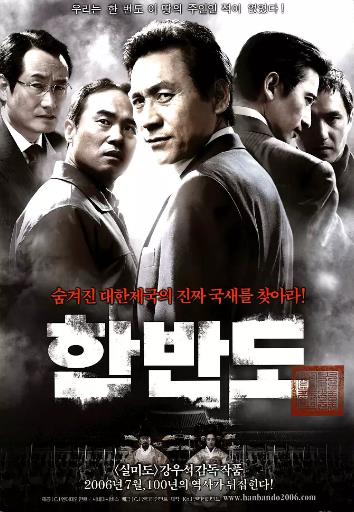 우리는 한 번도 이 땅의 주인인 적이 없었다!
숨겨진 대한제국의 진짜 국새를 찾아라!
한반도
<실미도> 강우석감독작품
2006년 7월, 100년의 역사가 뒤집힌다!
www.hanbando2006.com